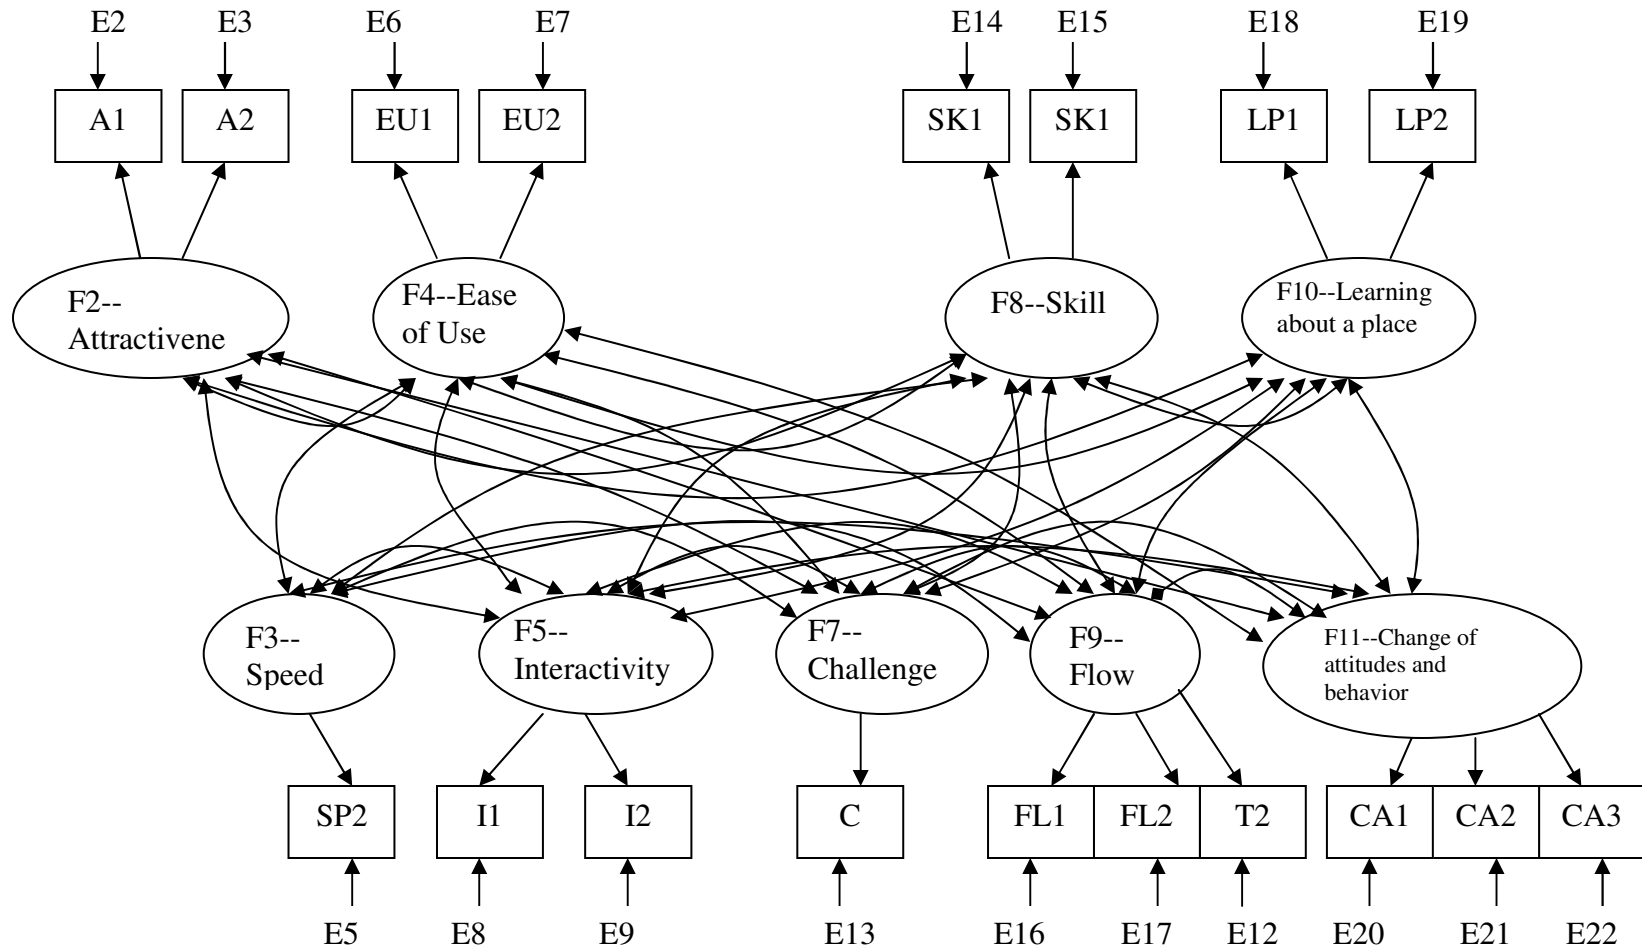 E2 E3 E6 E7 E14 E15 E18 E19
A1 A2 EU1 EU2 SK1 SK1 LP1 LP2
F2--
Attractivene
F4--Ease
of Use
F8--Skill
F10--Learning
about a place
F3--
Speed
F5--
Interactivity
F7--
Challenge
F9--
Flow
F11--Change of
attitudes and
behavior
SP2 I1 I2 C FL1 FL2 T2 CA1 CA2 CA3
E5 E8 E9 E13 E16 E17 E12 E20 E21 E22